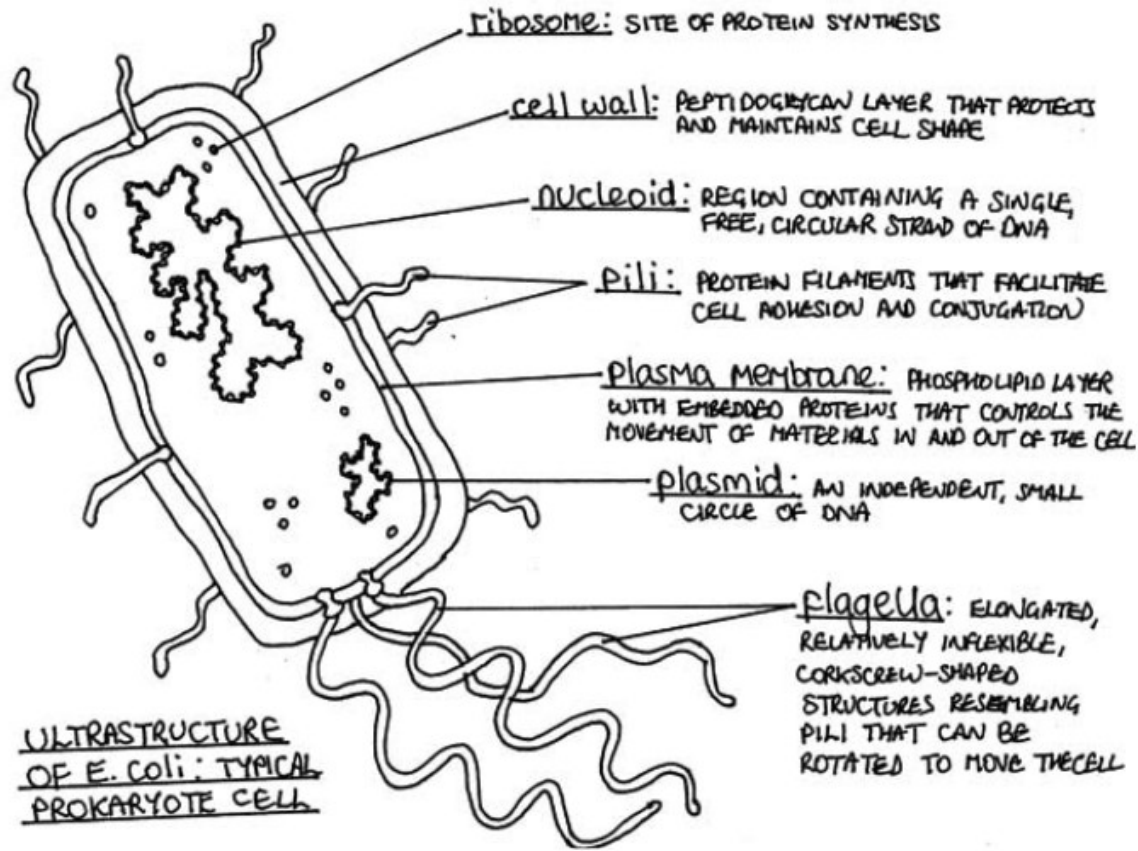 ribosome: SITE OF PROTEIN SYNTHESIS
cell wall: PEPTIDOGLYCAN LAYER THAT PROTECTS
AND MAINTAINS CELL SHAPE
nucleoid: REGION CONTAINING A SINGLE,
FREE, CIRCULAR STRAND OF DNA
Pili: PROTEIN FILAMENTS THAT FACILITATE
CELL ADHESION AND CONJUGATION
plasma membrane: PHOSPHOLIPID LAYER
WITH EMBEDDED PROTEINS THAT CONTROLS THE
MOVEMENT OF MATERIALS IN AND OUT OF THE CELL
plasmid: AN INDEPENDENT, SMALL
CIRCLE OF DNA
flagella: ELONGATED,
RELATIVELY INFLEXIBLE,
CORKSCREW-SHAPED
STRUCTURES RESEMBLING
PILI THAT CAN BE
ROTATED TO MOVE THE CELL
ULTRASTRUCTURE
OF E. Coli: TYPICAL
PROKARYOTE CELL